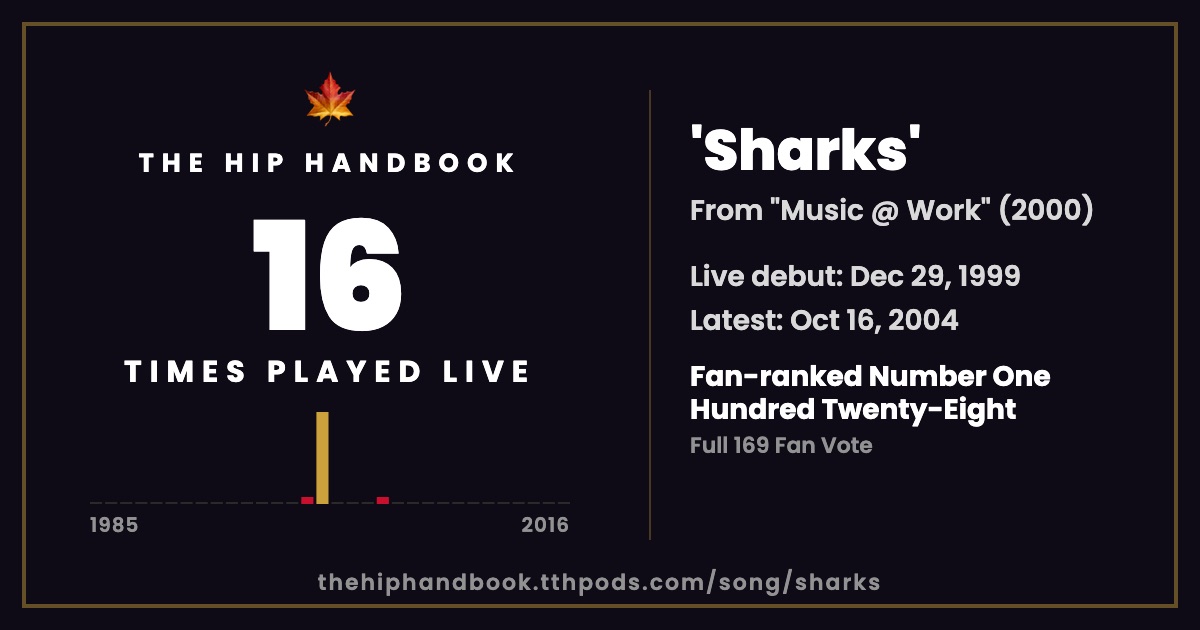 THE HIP HANDBOOK
16
TIMES PLAYED LIVE
1985
2016
'Sharks'
From "Music @ Work" (2000)
Live debut: Dec 29, 1999
Latest: Oct 16, 2004
Fan-ranked Number One
Hundred Twenty-Eight
Full 169 Fan Vote
thehiphandbook.tthpods.com/song/sharks